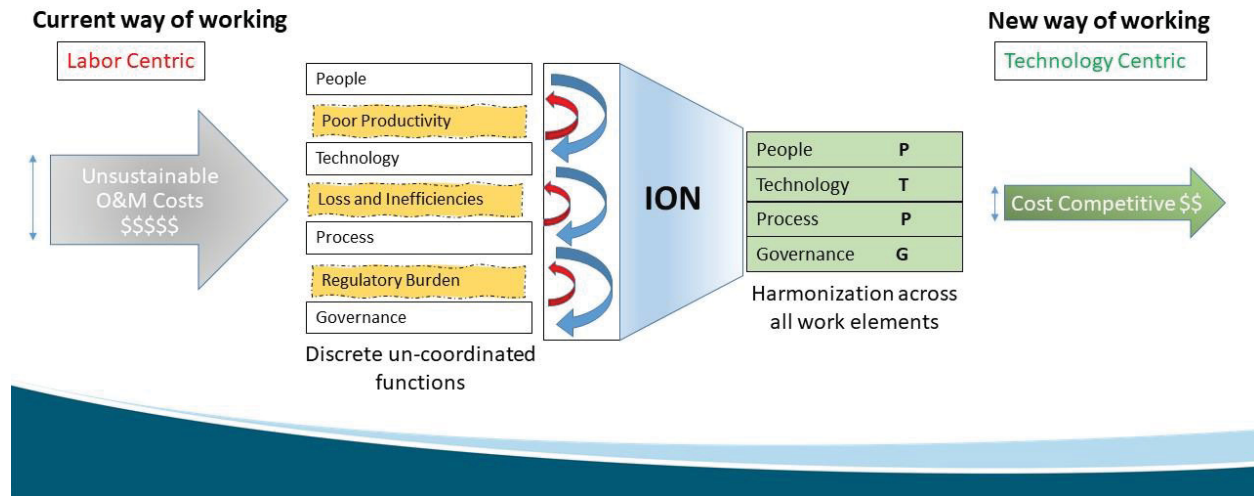 Current way of working
Labor Centric
Unsustainable
O&M Costs
$$$$$
People
Poor Productivity
Technology
Loss and Inefficiencies
Process
Regulatory Burden
Governance
Discrete un-coordinated
functions
ION
People P
Technology T
Process P
Governance G
Harmonization across
all work elements
New way of working
Technology Centric
Cost Competitive $$